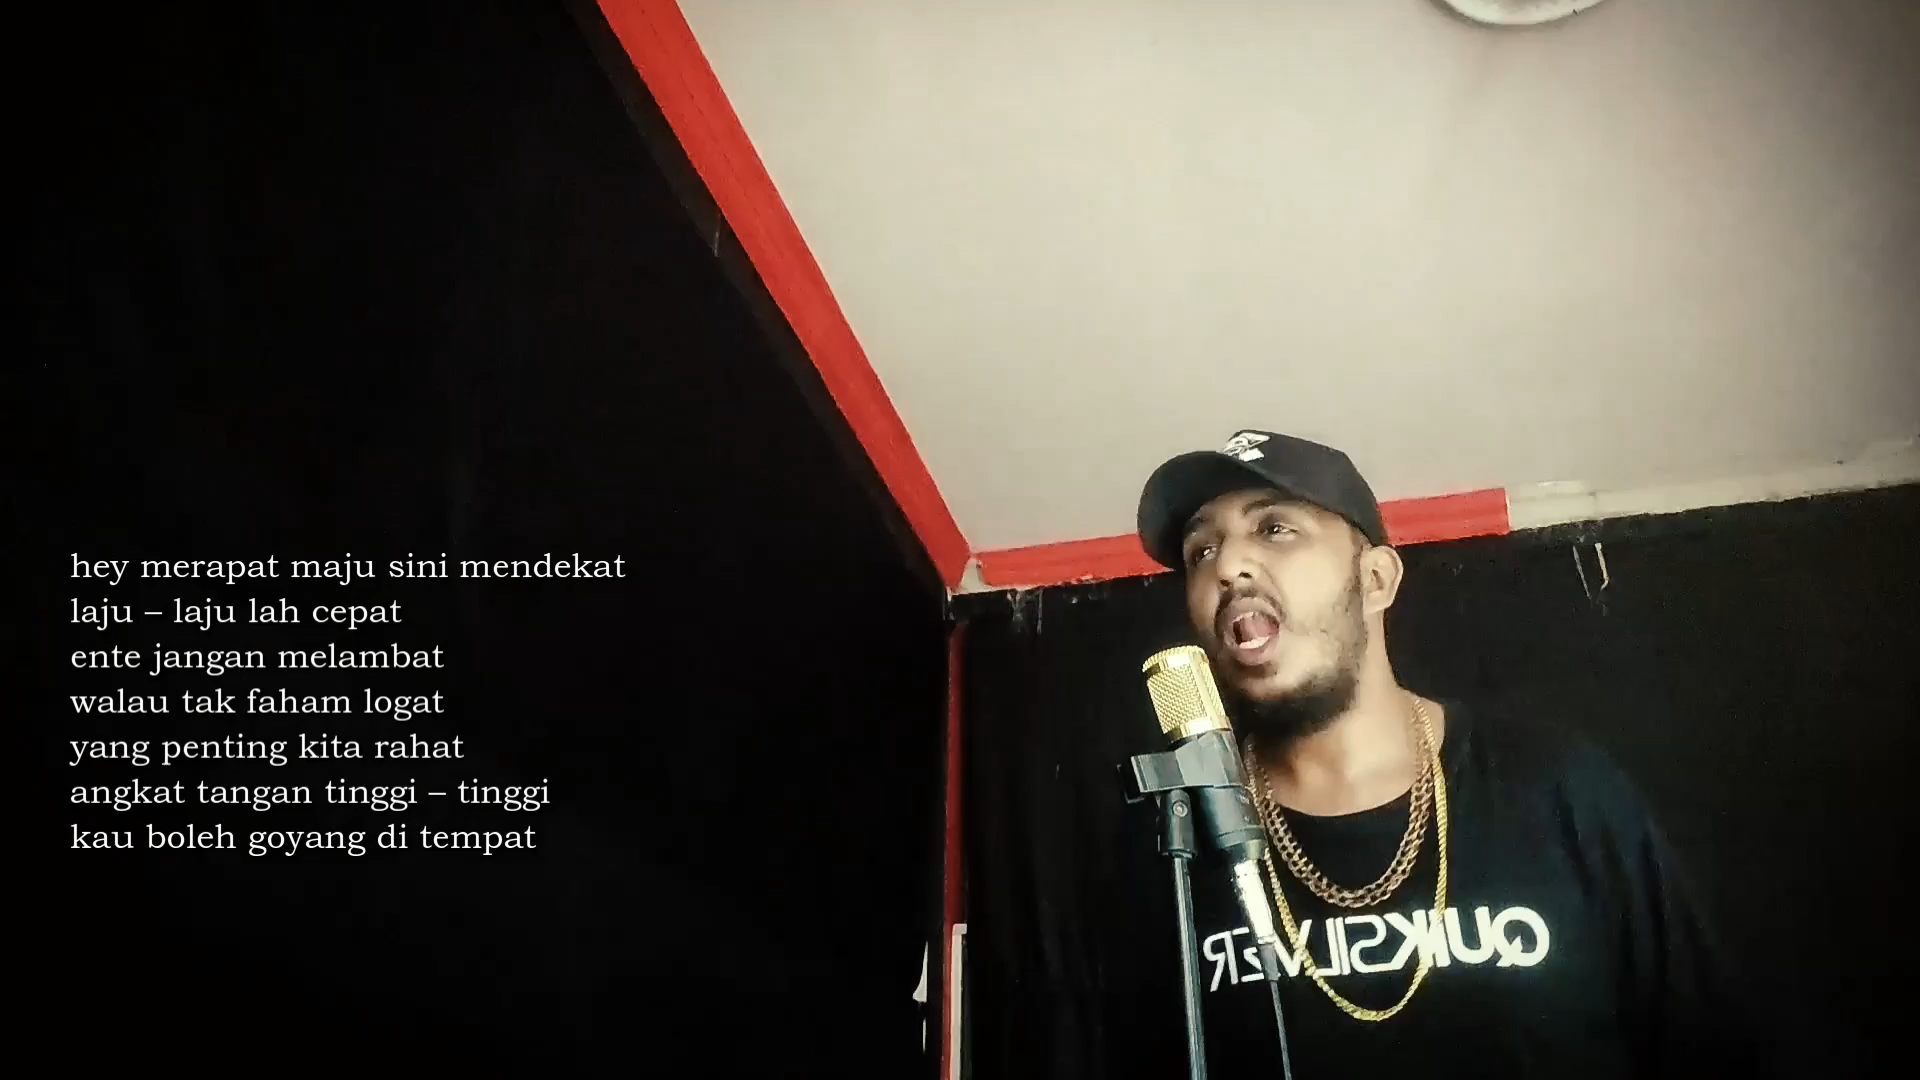 hey merapat maju sini mendekat
laju – laju lah cepat
ente jangan melambat
walau tak faham logat
yang penting kita rahat
angkat tangan tinggi – tinggi
kau boleh goyang di tempat
QUIKSILVER